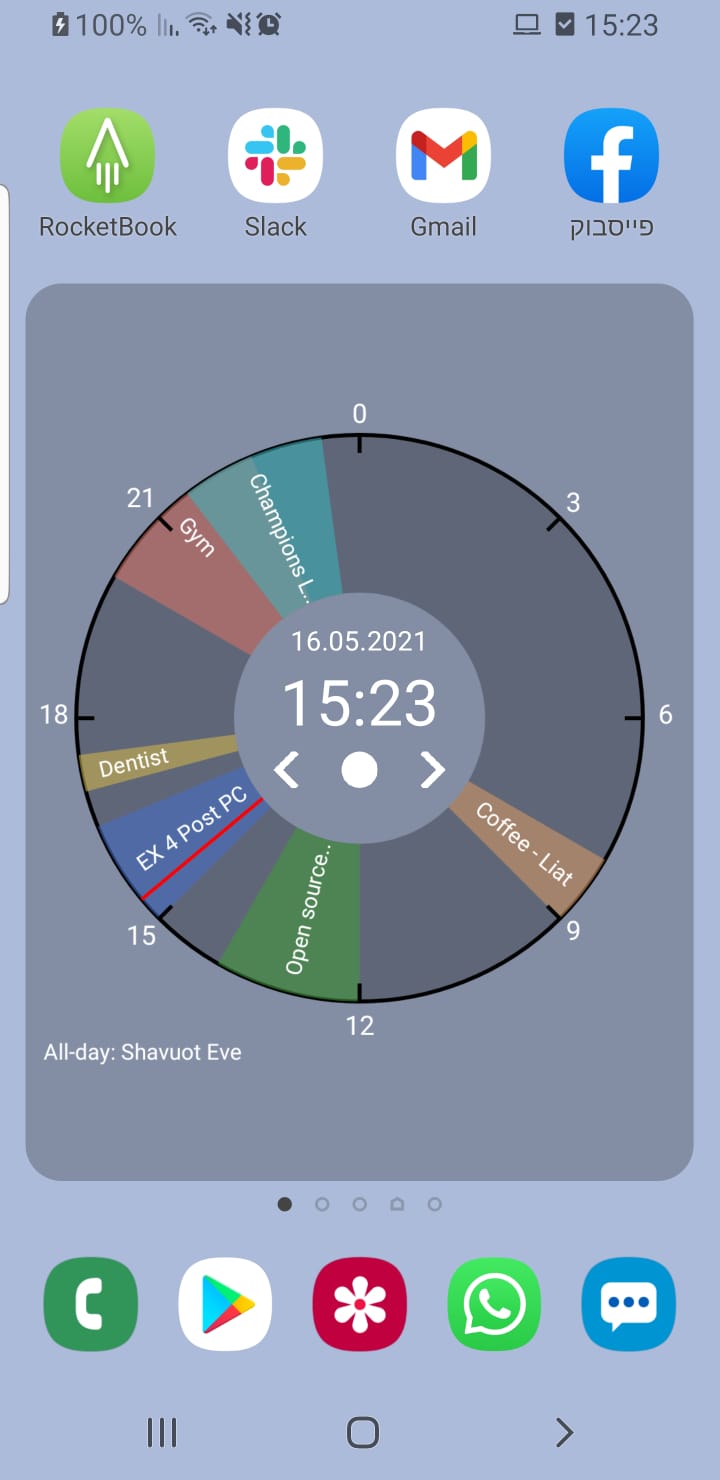 100% 15:23
RocketBook Slack Gmail פייסבוק
0
21 3
Champions L..
Gym
16.05.2021
15:23
18 6
Dentist
EX 4 Post PC
Coffee - Liat
Open source..
15 9
12
All-day: Shavuot Eve